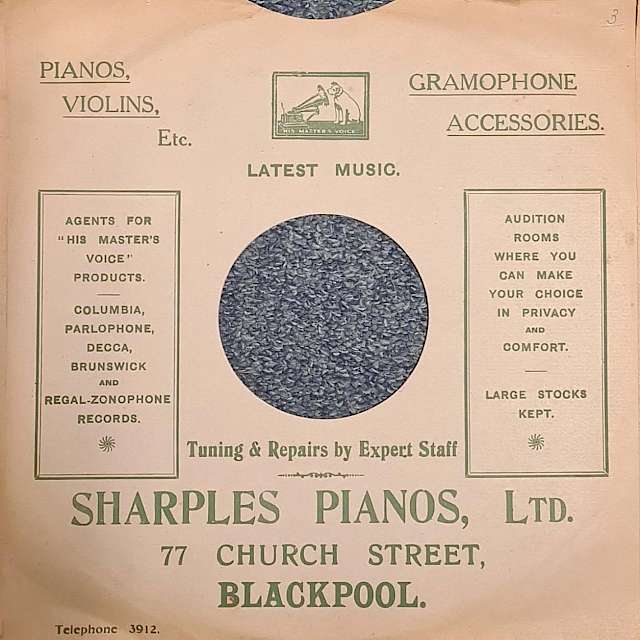 3
PIANOS,
VIOLINS,
Etc.
HIS MASTER'S VOICE
GRAMOPHONE
ACCESSORIES.
LATEST MUSIC.
AGENTS FOR
"HIS MASTER'S
VOICE"
PRODUCTS.
COLUMBIA,
PARLOPHONE,
DECCA,
BRUNSWICK
AND
REGAL-ZONOPHONE
RECORDS.
AUDITION
ROOMS
WHERE YOU
CAN MAKE
YOUR CHOICE
IN PRIVACY
AND
COMFORT.
LARGE STOCKS
KEPT.
Tuning & Repairs by Expert Staff
SHARPLES PIANOS, LTD.
77 CHURCH STREET,
BLACKPOOL.
Telephone 3912.